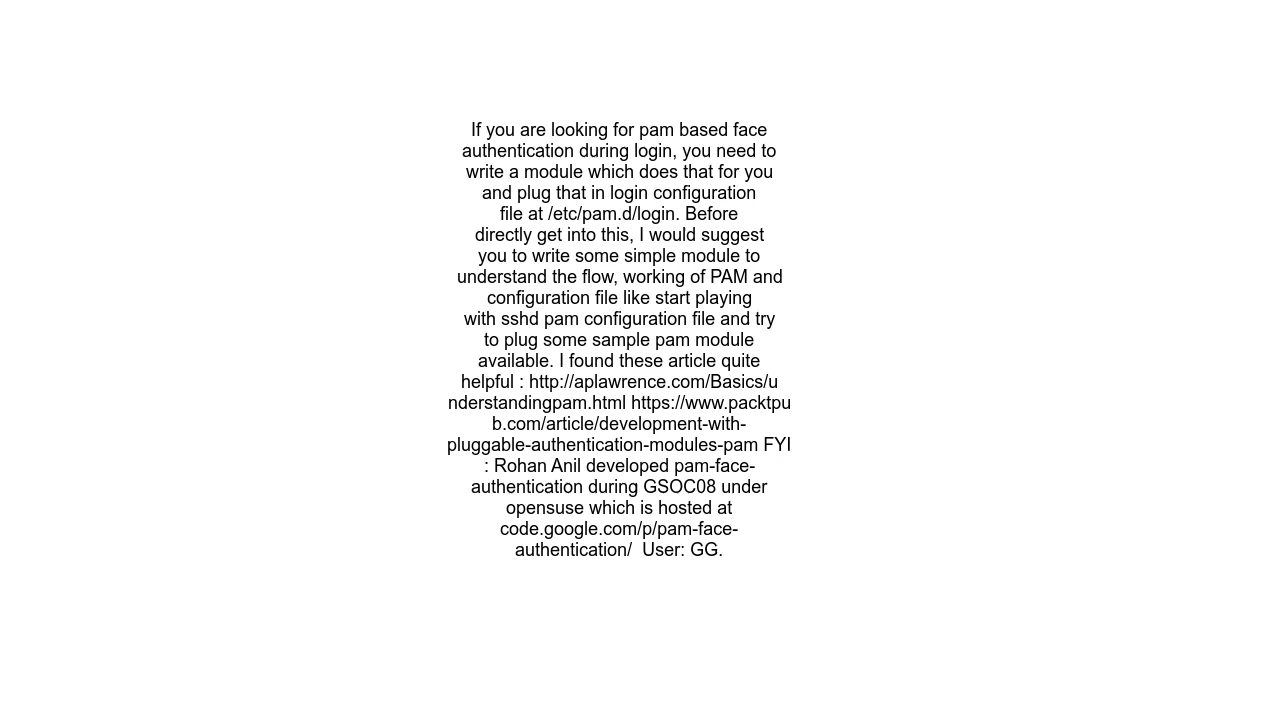 If you are looking for pam based face
authentication during login, you need to
write a module which does that for you
and plug that in login configuration
file at /etc/pam.d/login. Before
directly get into this, I would suggest
you to write some simple module to
understand the flow, working of PAM and
configuration file like start playing
with sshd pam configuration file and try
to plug some sample pam module
available. I found these article quite
helpful : http://aplawrence.com/Basics/u
nderstandingpam.html https://www.packtpu
b.com/article/development-with-
pluggable-authentication-modules-pam FYI
: Rohan Anil developed pam-face-
authentication during GSOC08 under
opensuse which is hosted at
code.google.com/p/pam-face-
authentication/  User: GG.